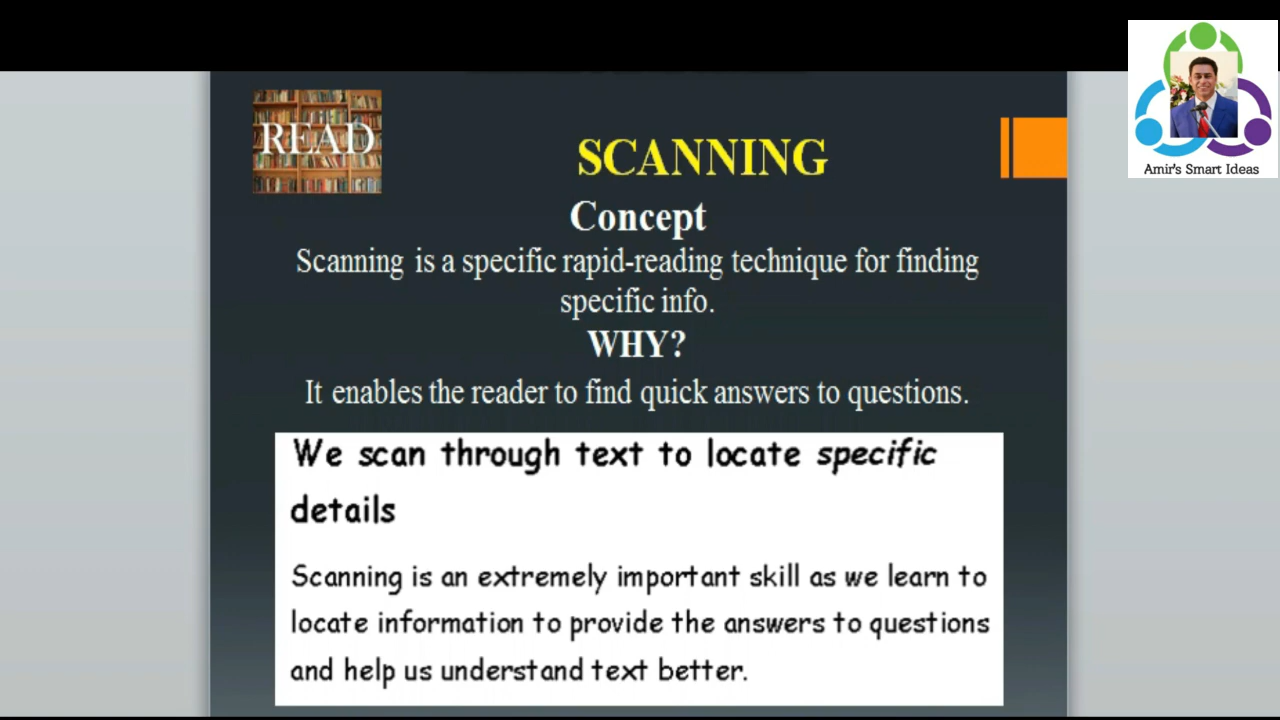 READ
SCANNING
Concept
Scanning is a specific rapid-reading technique for finding
specific info.
WHY?
It enables the reader to find quick answers to questions.
We scan through text to locate specific
details
Scanning is an extremely important skill as we learn to
locate information to provide the answers to questions
and help us understand text better.
Amir's Smart Ideas